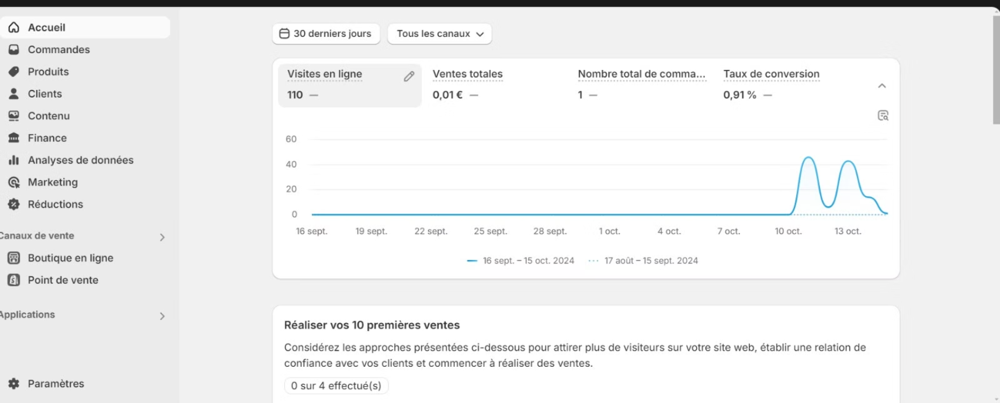 Accueil
Commandes
Produits
Clients
Contenu
Finance
Analyses de données
Marketing
Réductions
Canaux de vente
Boutique en ligne
Point de vente
Applications
Paramètres
30 derniers jours
Tous les canaux
Visites en ligne
110 —
Ventes totales
0,01 € —
Nombre total de comma...
1 —
Taux de conversion
0,91 % —
60
40
20
0
16 sept. 19 sept. 22 sept. 25 sept. 28 sept. 1 oct. 4 oct. 7 oct. 10 oct. 13 oct.
16 sept. – 15 oct. 2024 17 août – 15 sept. 2024
Réaliser vos 10 premières ventes
Considérez les approches présentées ci-dessous pour attirer plus de visiteurs sur votre site web, établir une relation de
confiance avec vos clients et commencer à réaliser des ventes.
0 sur 4 effectué(s)